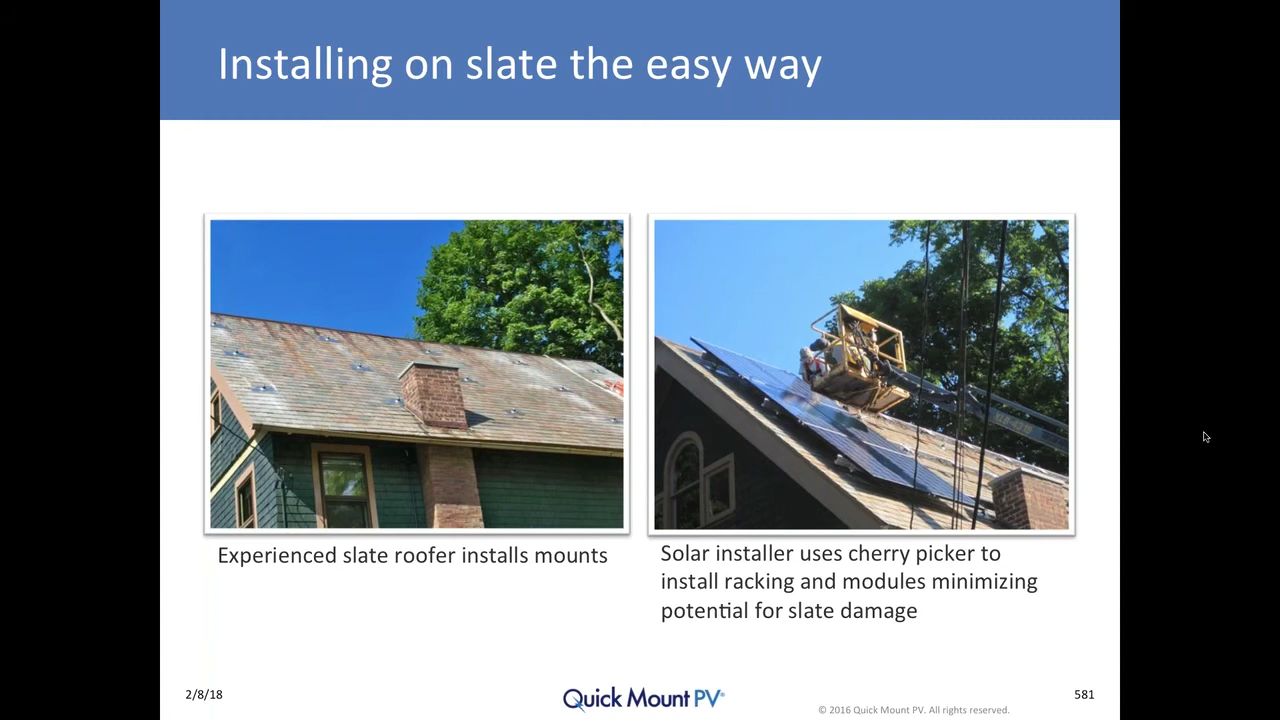 Installing on slate the easy way
Experienced slate roofer installs mounts
Solar installer uses cherry picker to
install racking and modules minimizing
potential for slate damage
2/8/18
Quick Mount PV®
© 2016 Quick Mount PV. All rights reserved.
581